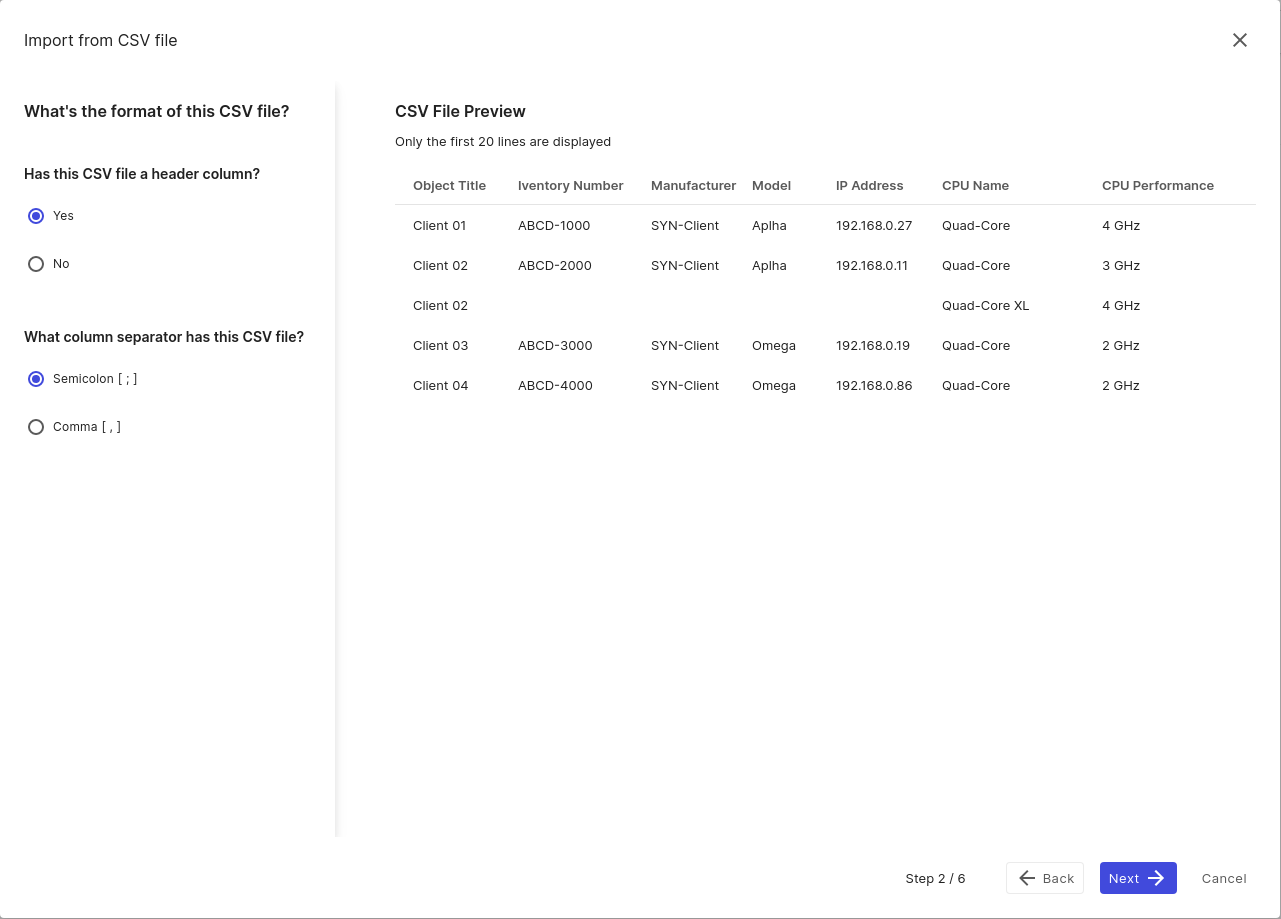 Import from CSV file
What's the format of this CSV file?
Has this CSV file a header column?
Yes
No
What column separator has this CSV file?
Semicolon [ ; ]
Comma [ , ]
CSV File Preview
Only the first 20 lines are displayed
Object Title Iventory Number Manufacturer Model IP Address CPU Name CPU Performance
Client 01 ABCD-1000 SYN-Client Aplha 192.168.0.27 Quad-Core 4 GHz
Client 02 ABCD-2000 SYN-Client Aplha 192.168.0.11 Quad-Core 3 GHz
Client 02 Quad-Core XL 4 GHz
Client 03 ABCD-3000 SYN-Client Omega 192.168.0.19 Quad-Core 2 GHz
Client 04 ABCD-4000 SYN-Client Omega 192.168.0.86 Quad-Core 2 GHz
Step 2 / 6 Back Next Cancel